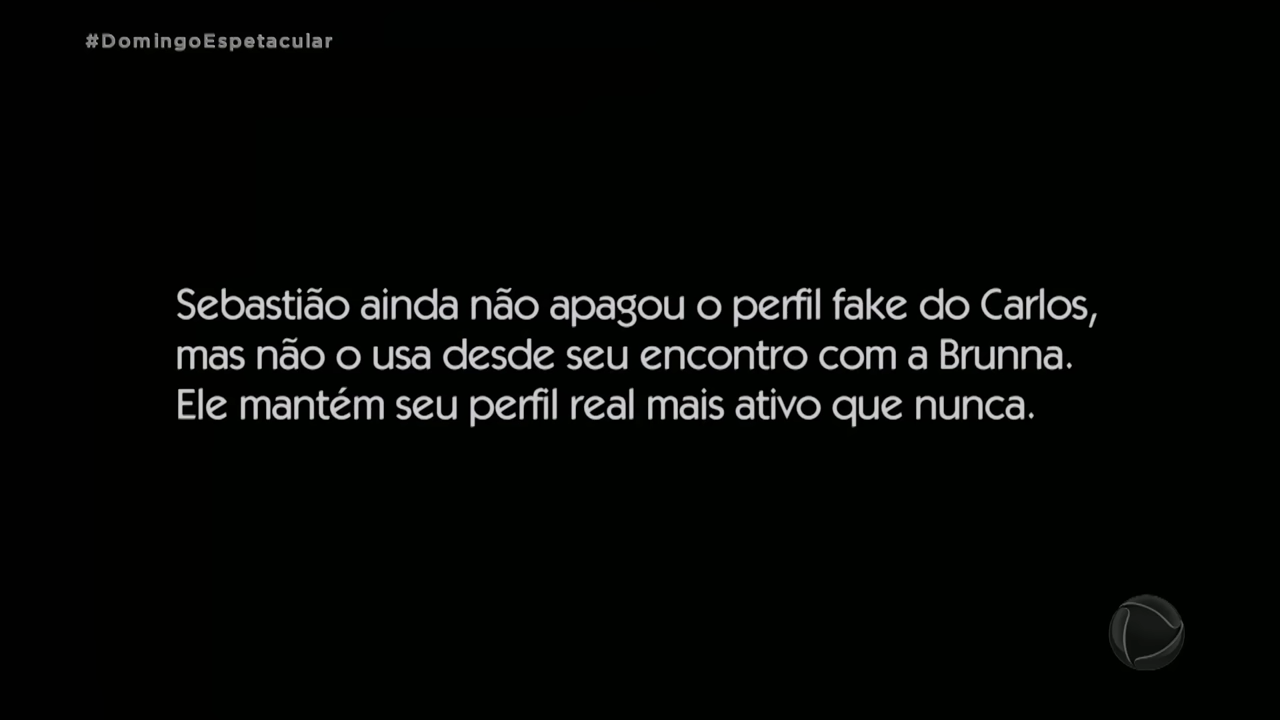 #DomingoEspetacular
Sebastião ainda não apagou o perfil fake do Carlos,
mas não o usa desde seu encontro com a Brunna.
Ele mantém seu perfil real mais ativo que nunca.